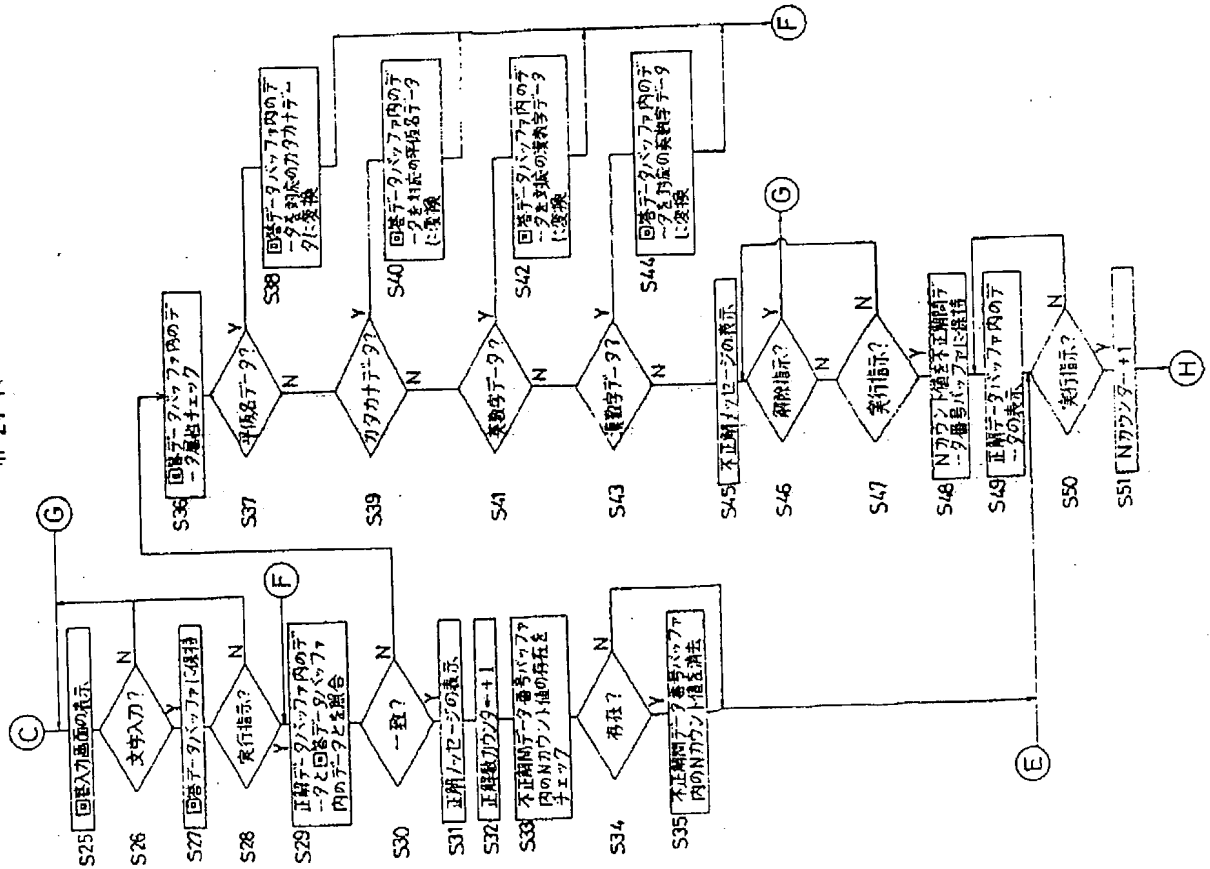 C
G
S25
回答入力画面の表示
S26
文字入力?
N
Y
S27
回答データバッファに保持
S28
実行指示?
N
Y
F
S29
正解データバッファ内のデ
ータと回答データバッファ
内のデータとを照合
S30
一致?
N
Y
S31
正解メッセージの表示
S32
正解数カウンター+1
S33
不正解問データ番号バッファ
内のNカウント値の存在を
チェック
S34
存在?
N
Y
S35
不正解問データ番号バッファ
内のNカウント値を消去
E
S36
回答データバッファ内のデ
ータ属性チェック
S37
平仮名データ?
Y
N
S38
回答データバッファ内のデ
ータを対応のカタカナデー
タに変換
S39
カタカナデータ?
Y
N
S40
回答データバッファ内のデ
ータを対応の平仮名データ
に変換
S41
英数字データ?
Y
N
S42
回答データバッファ内のデ
ータを対応の漢数字データ
に変換
S43
漢数字データ?
Y
N
S44
回答データバッファ内のデ
ータを対応の英数字データ
に変換
F
S45
不正解メッセージの表示
S46
解除指示?
Y
G
N
S47
実行指示?
N
Y
S48
Nカウント値を不正解問デ
ータ番号バッファに維持
S49
正解データバッファ内のデ
ータの表示
S50
実行指示?
N
Y
S51
Nカウンター+1
H